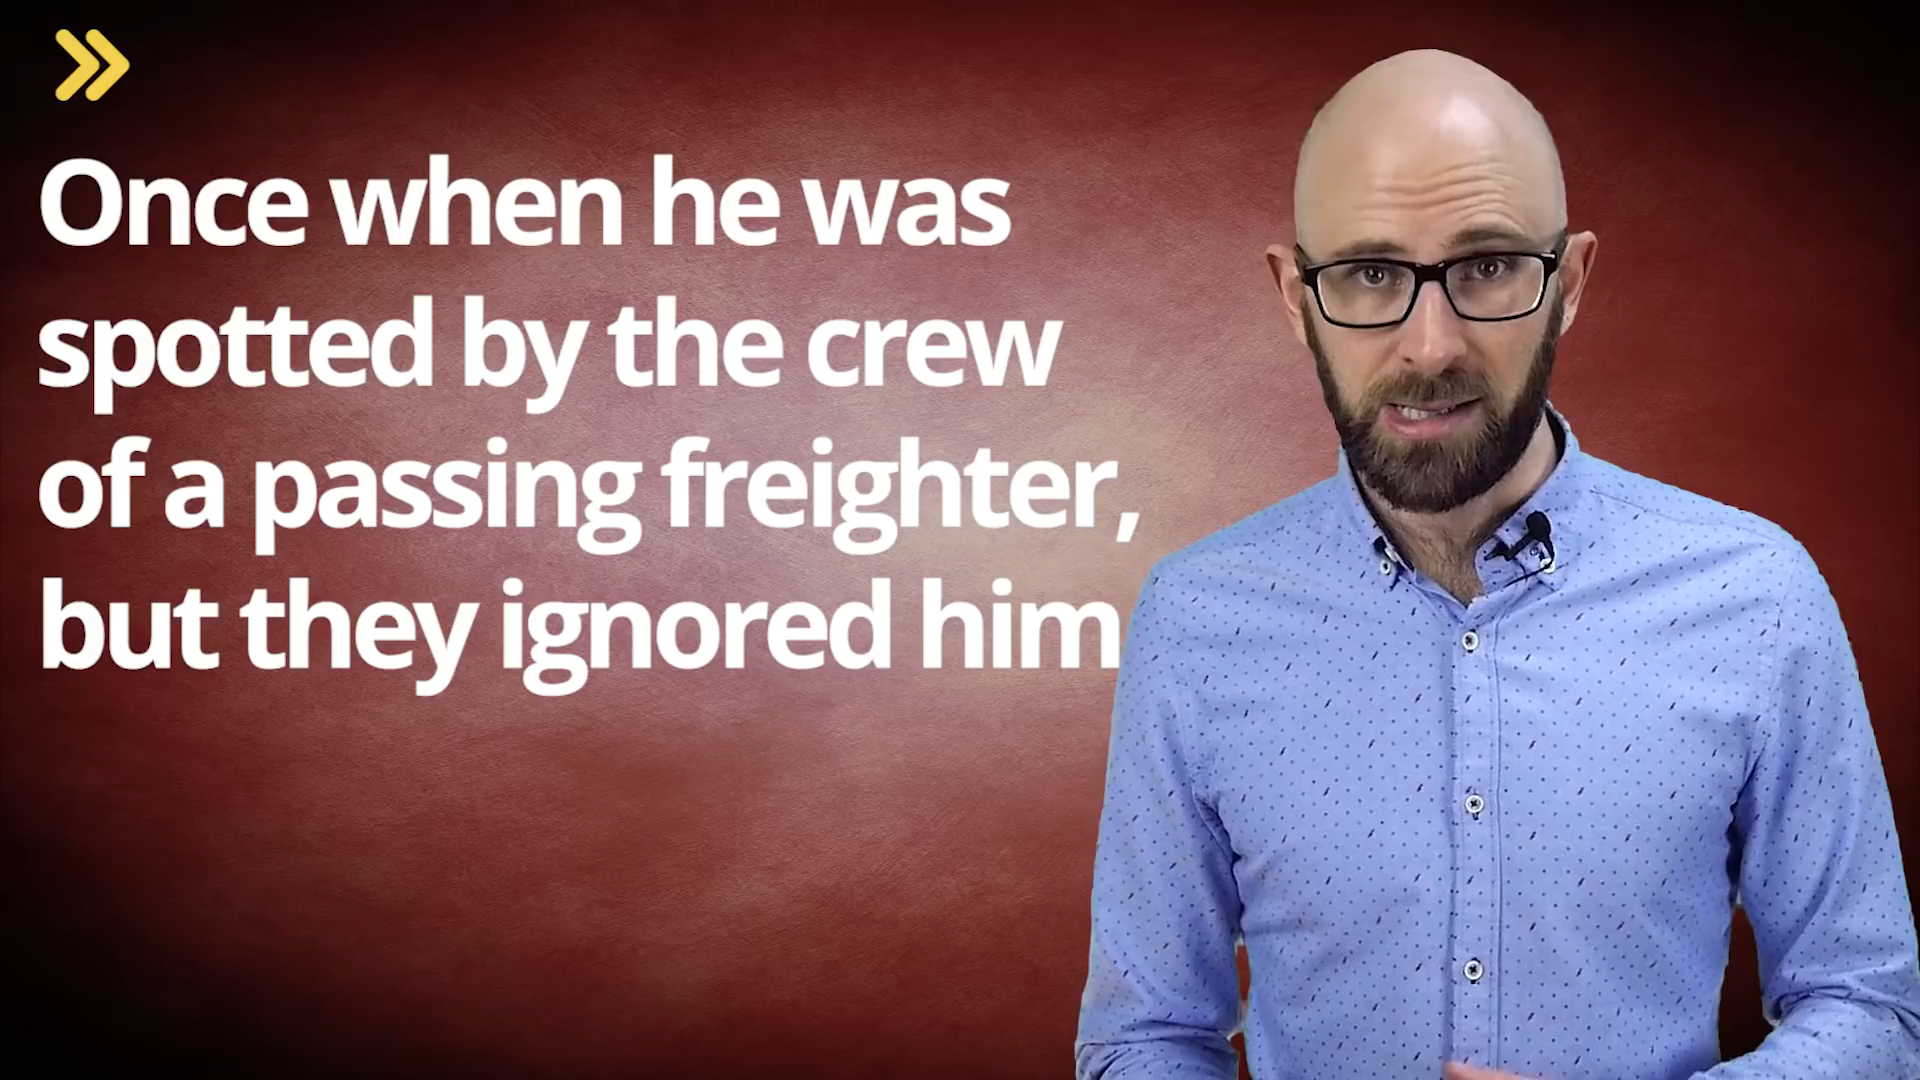 Once when he was
spotted by the crew
of a passing freighter,
but they ignored him